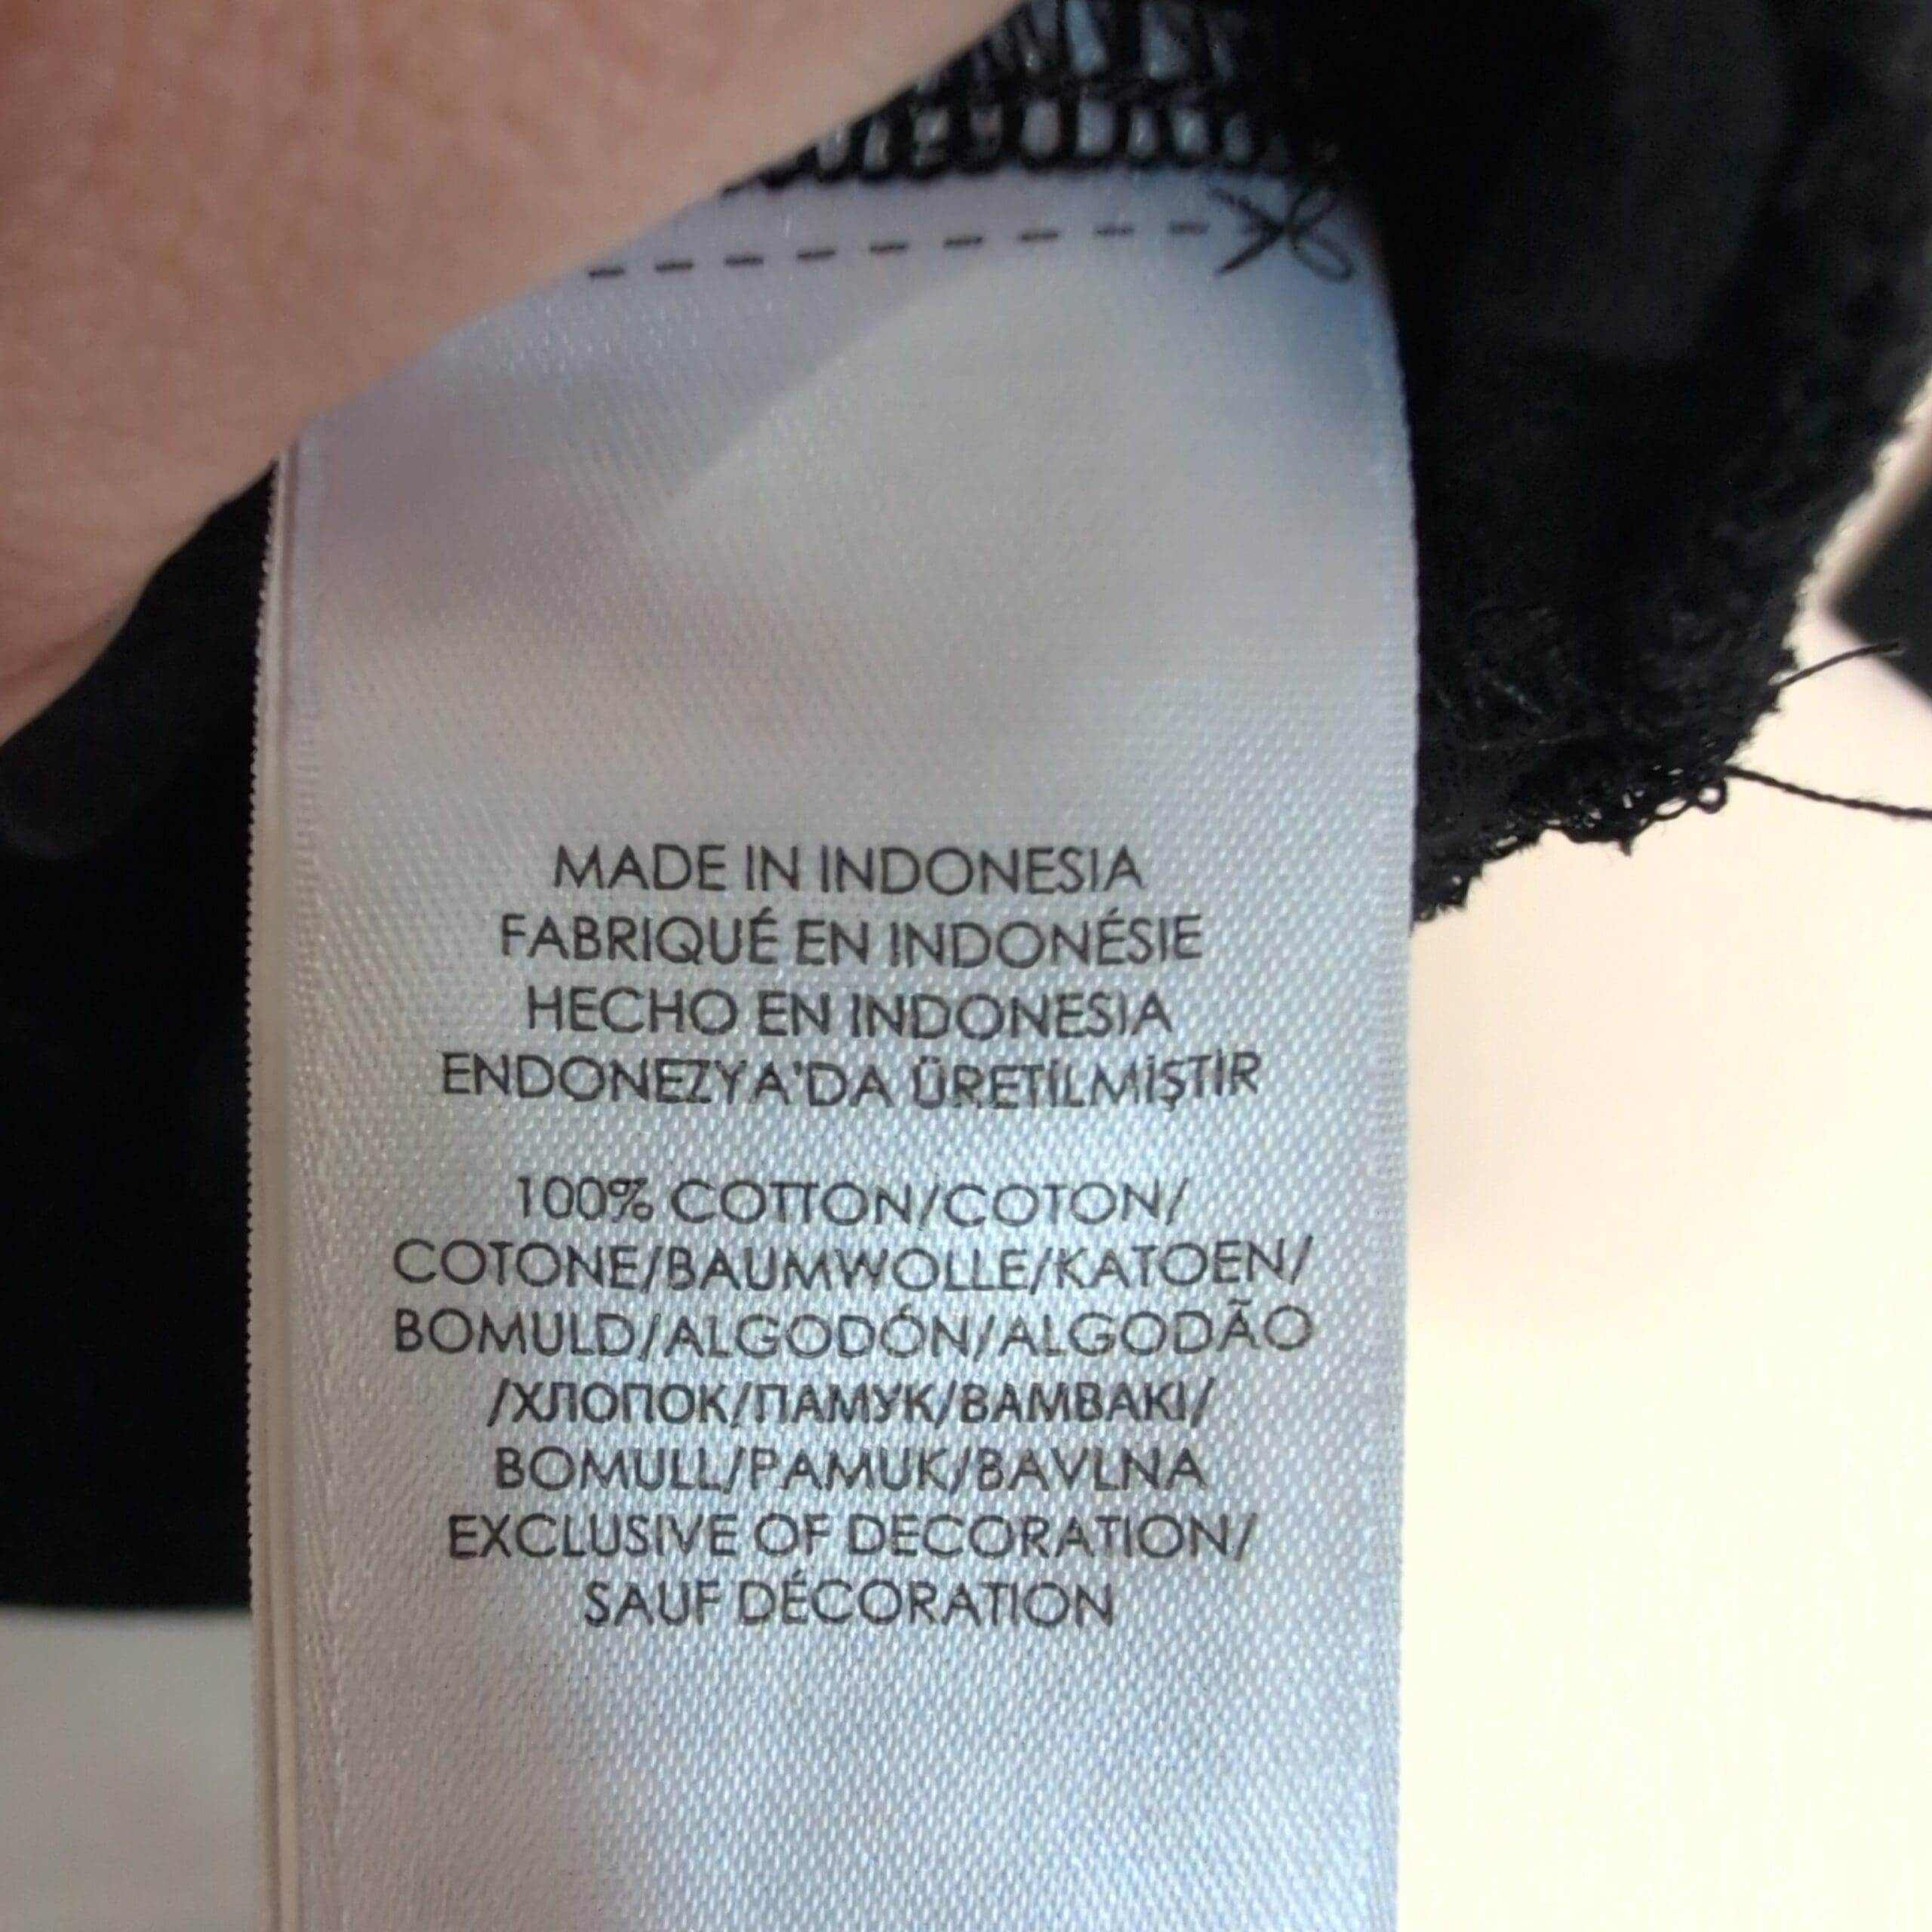 MADE IN INDONESIA
FABRIQUÉ EN INDONÉSIE
HECHO EN INDONESIA
ENDONEZYA'DA ÜRETİLMİŞTİR
100% COTTON/COTON/
COTONE/BAUMWOLLE/KATOEN/
BOMULD/ALGODÓN/ALGODÃO
/ХЛОПОК/ПАМУК/BAMBAKI/
BOMULL/PAMUK/BAVLNA
EXCLUSIVE OF DECORATION/
SAUF DÉCORATION